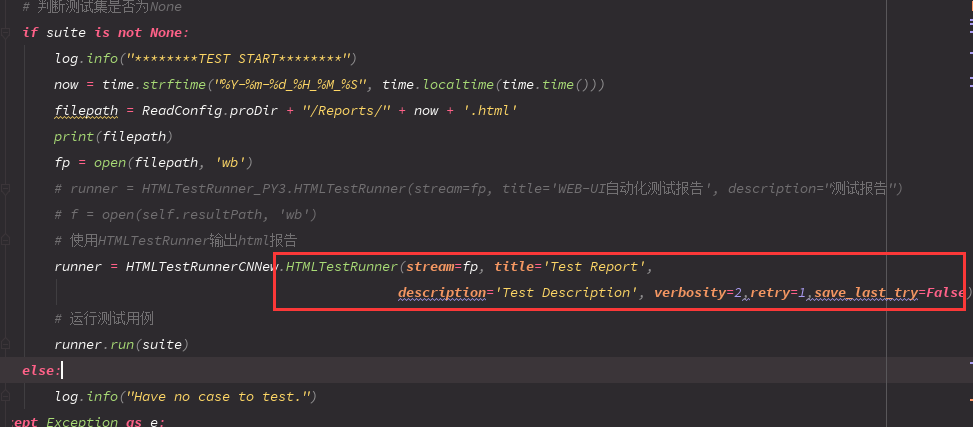 # 判断测试集是否为None
if suite is not None:
log.info("********TEST START********")
now = time.strftime("%Y-%m-%d_%H_%M_%S", time.localtime(time.time()))
filepath = ReadConfig.proDir + "/Reports/" + now + '.html'
print(filepath)
fp = open(filepath, 'wb')
# runner = HTMLTestRunner_PY3.HTMLTestRunner(stream=fp, title='WEB-UI自动化测试报告', description="测试报告")
# f = open(self.resultPath, 'wb')
# 使用HTMLTestRunner输出html报告
runner = HTMLTestRunnerCNNew.HTMLTestRunner(stream=fp, title='Test Report',
description='Test Description', verbosity=2,retry=1,save_last_try=False)
# 运行测试用例
runner.run(suite)
else:
log.info("Have no case to test.")
ept Exception as e: